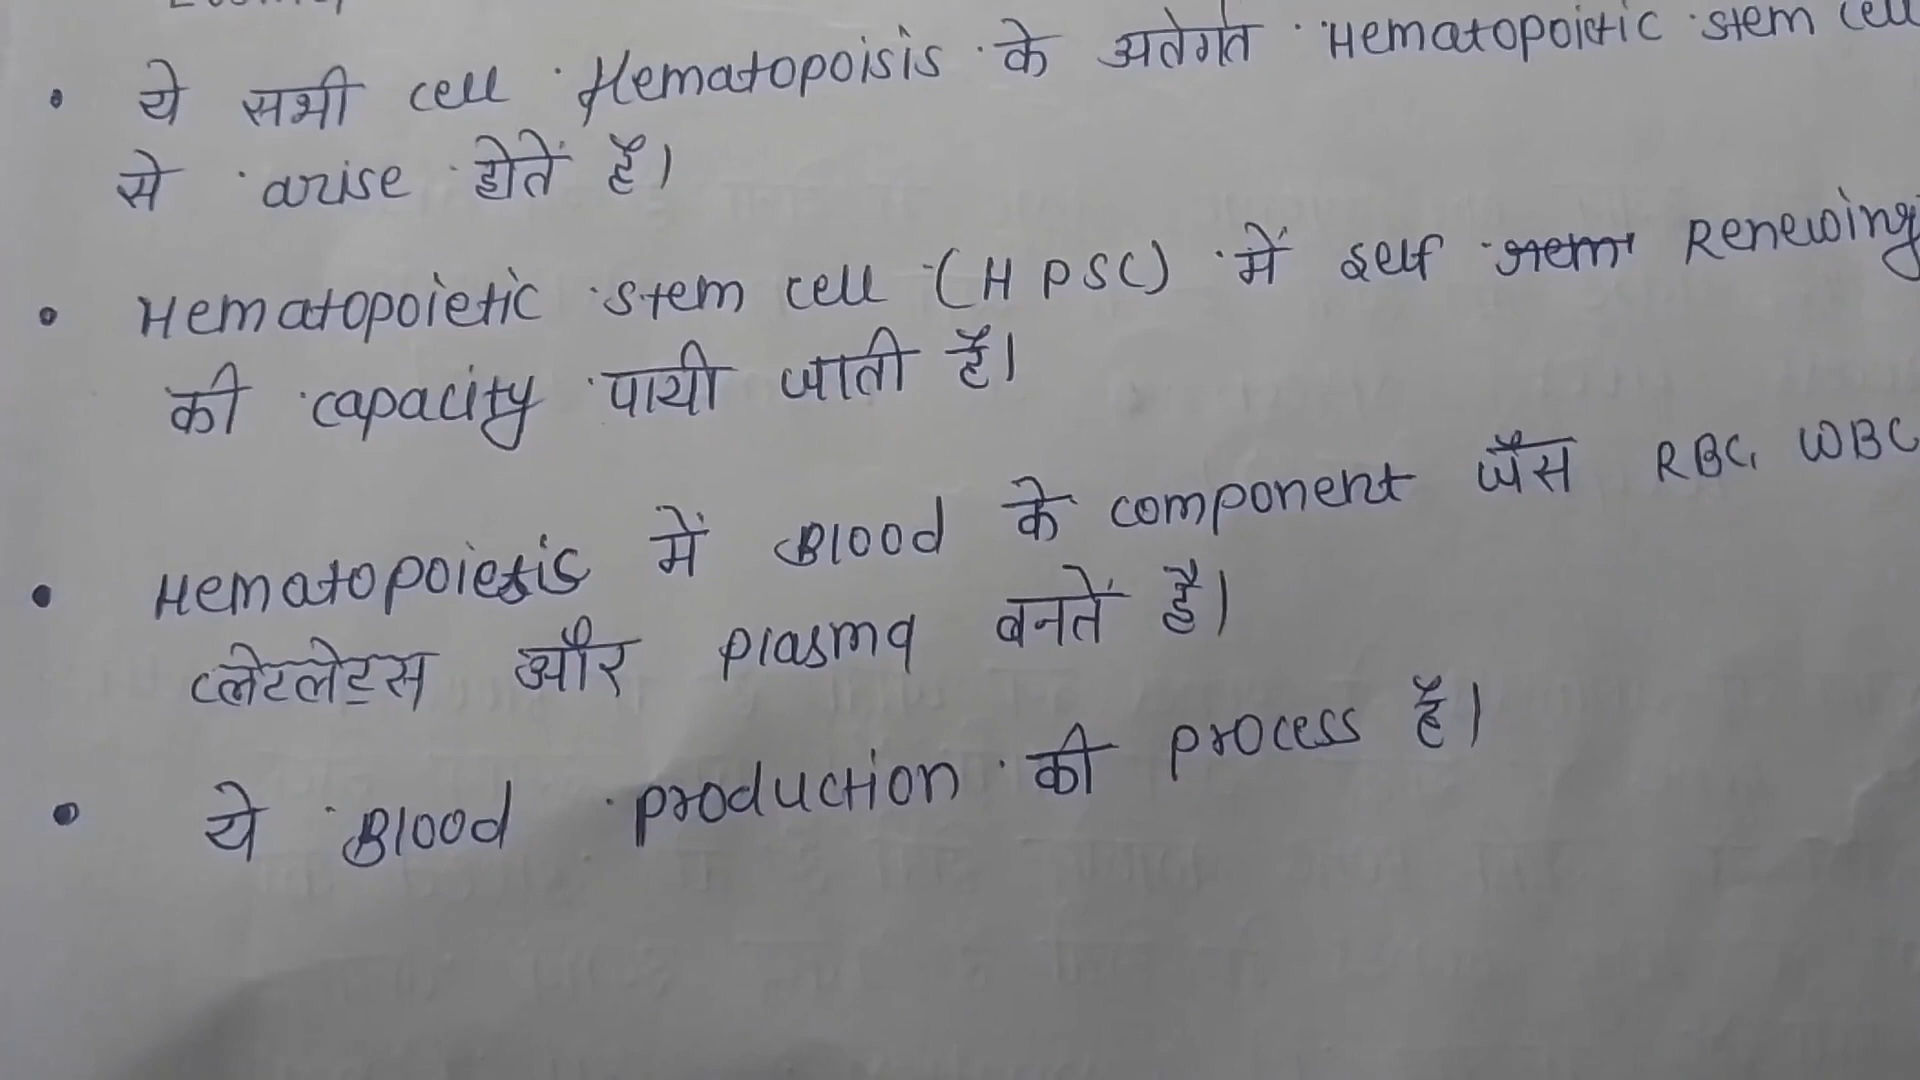 • ये सभी cell Hematopoisis के अतेर्गत Hematopoietic stem cell
से arise होतें है।
• Hematopoietic stem cell (HPSC) में self Renewing
की capacity पायी जाती है।
• Hematopoiesis में Blood के component जैस RBC, WBC
प्लेटलेट्स और plasma बनतें है।
• ये Blood production की process है।